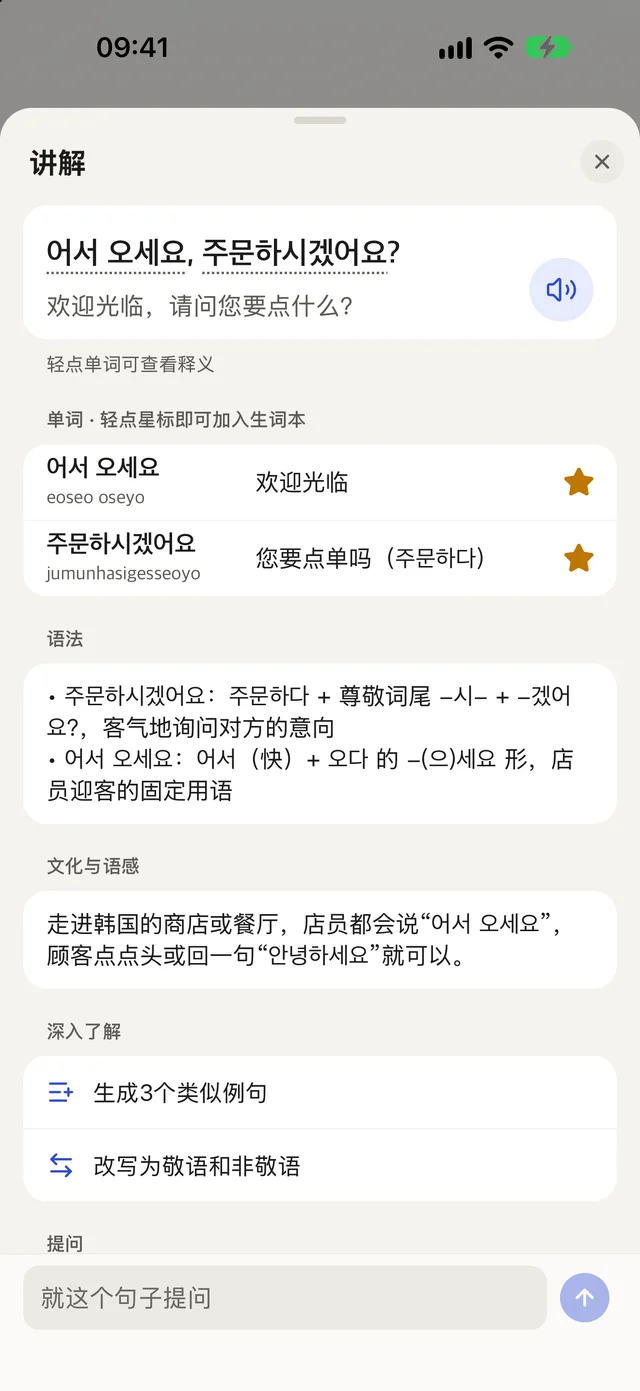 09:41
讲解
어서 오세요, 주문하시겠어요?
欢迎光临，请问您要点什么？
轻点单词可查看释义
单词 · 轻点星标即可加入生词本
어서 오세요
eoseo oseyo
欢迎光临
주문하시겠어요
jumunhasigesseoyo
您要点单吗（주문하다）
语法
• 주문하시겠어요：주문하다 + 尊敬词尾 –시– + –겠어
요?，客气地询问对方的意向
• 어서 오세요：어서（快）+ 오다 的 –(으)세요 形，店
员迎客的固定用语
文化与语感
走进韩国的商店或餐厅，店员都会说“어서 오세요”，
顾客点点头或回一句“안녕하세요”就可以。
深入了解
生成3个类似例句
改写为敬语和非敬语
提问
就这个句子提问